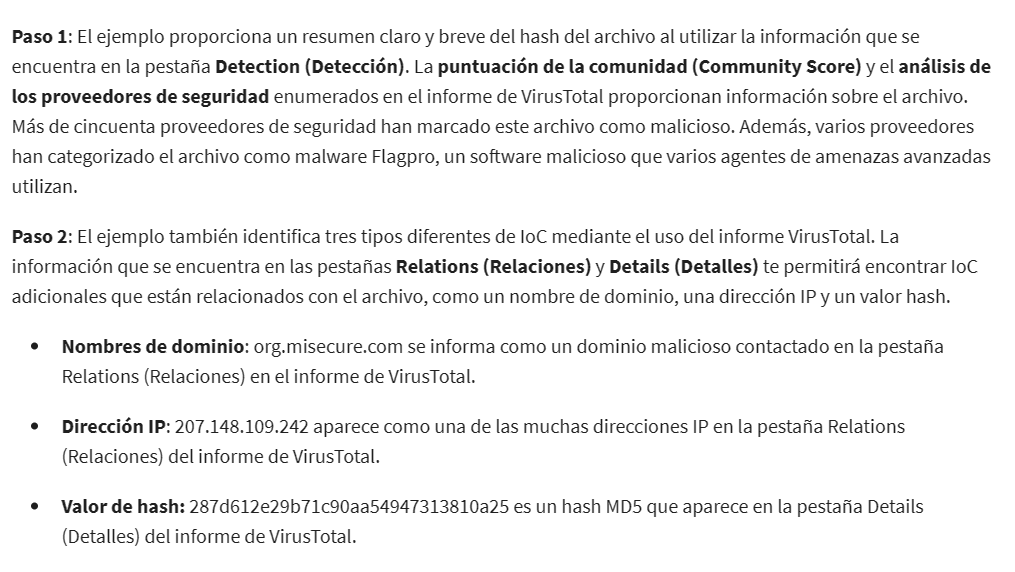 Paso 1: El ejemplo proporciona un resumen claro y breve del hash del archivo al utilizar la información que se
encuentra en la pestaña Detection (Detección). La puntuación de la comunidad (Community Score) y el análisis de
los proveedores de seguridad enumerados en el informe de VirusTotal proporcionan información sobre el archivo.
Más de cincuenta proveedores de seguridad han marcado este archivo como malicioso. Además, varios proveedores
han categorizado el archivo como malware Flagpro, un software malicioso que varios agentes de amenazas avanzadas
utilizan.
Paso 2: El ejemplo también identifica tres tipos diferentes de IoC mediante el uso del informe VirusTotal. La
información que se encuentra en las pestañas Relations (Relaciones) y Details (Detalles) te permitirá encontrar IoC
adicionales que están relacionados con el archivo, como un nombre de dominio, una dirección IP y un valor hash.
• Nombres de dominio: org.misecure.com se informa como un dominio malicioso contactado en la pestaña
Relations (Relaciones) en el informe de VirusTotal.
• Dirección IP: 207.148.109.242 aparece como una de las muchas direcciones IP en la pestaña Relations
(Relaciones) del informe de VirusTotal.
• Valor de hash: 287d612e29b71c90aa54947313810a25 es un hash MD5 que aparece en la pestaña Details
(Detalles) del informe de VirusTotal.